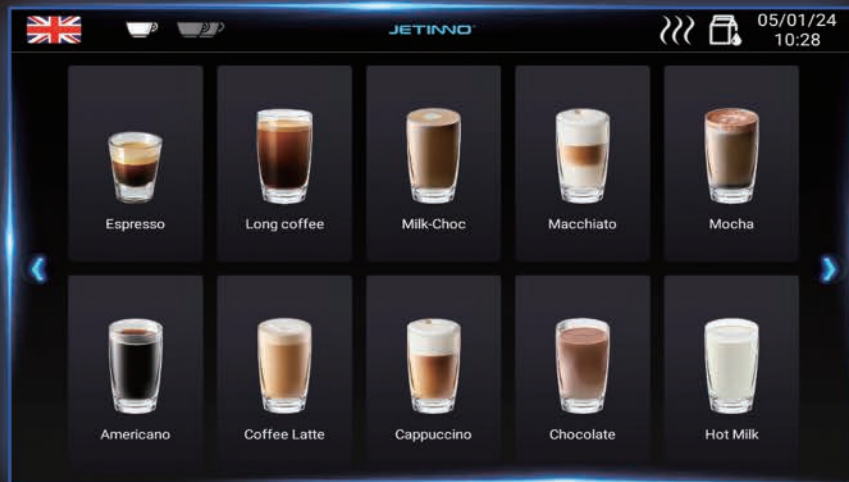 JETINNO
05/01/24
10:28
Espresso
Long coffee
Milk-Choc
Macchiato
Mocha
Americano
Coffee Latte
Cappuccino
Chocolate
Hot Milk